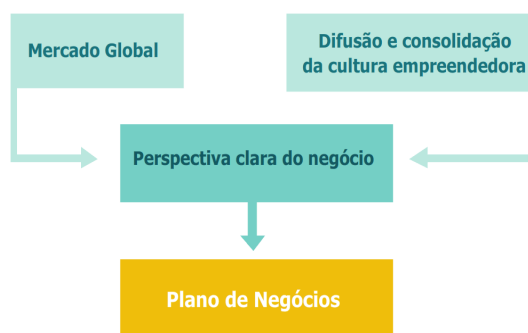 Mercado Global
Difusão e consolidação
da cultura empreendedora
Perspectiva clara do negócio
Plano de Negócios